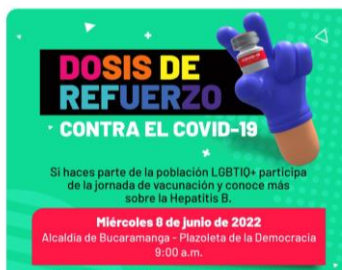 DOSIS DE
REFUERZO
CONTRA EL COVID-19
Si haces parte de la población LGBTIQ+ participa
de la jornada de vacunación y conoce más
sobre la Hepatitis B.
Miércoles 8 de junio de 2022
Alcaldía de Bucaramanga - Plazoleta de la Democracia
9:00 a.m.